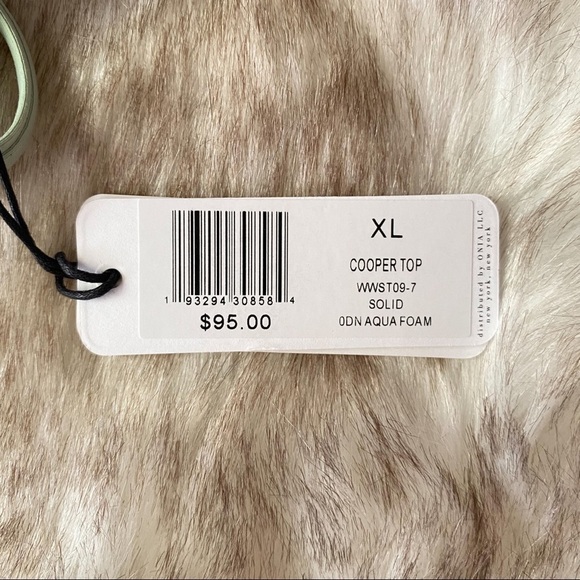 1 93294 30858 4
$95.00
XL
COOPER TOP
WWST09-7
SOLID
0DN AQUA FOAM
distributed by ONIA LLC
new york, new york